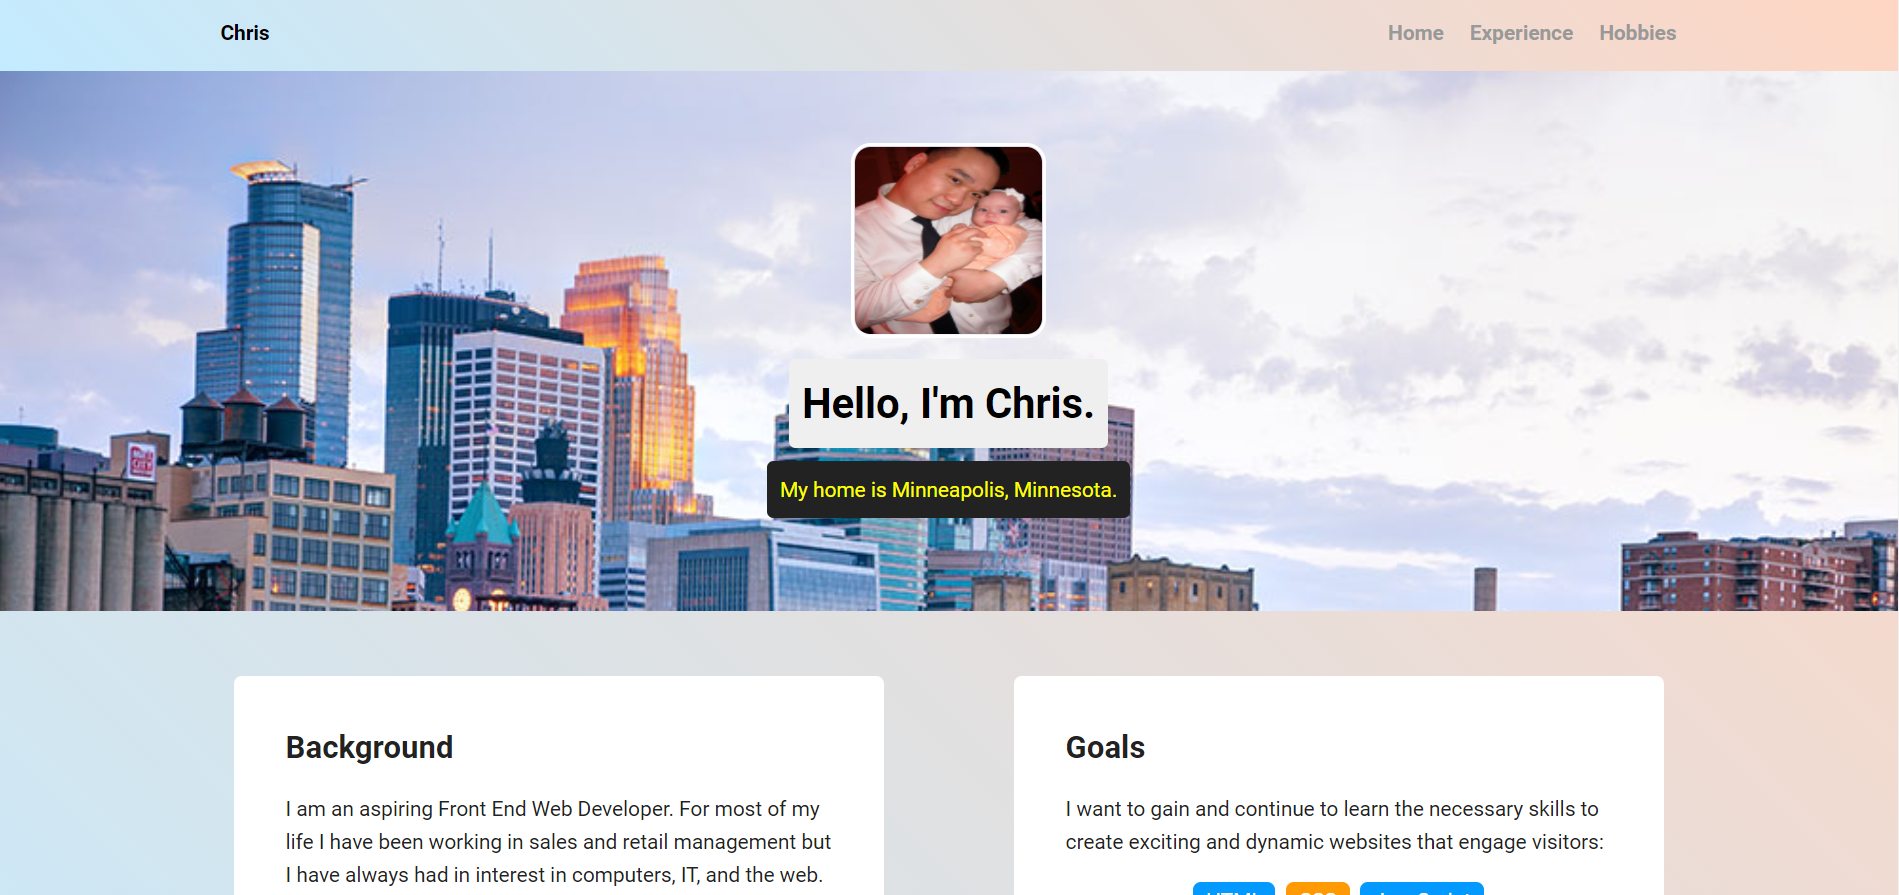 Chris
Home Experience Hobbies
Hello, I'm Chris.
My home is Minneapolis, Minnesota.
Background
I am an aspiring Front End Web Developer. For most of my
life I have been working in sales and retail management but
I have always had in interest in computers, IT, and the web.
Goals
I want to gain and continue to learn the necessary skills to
create exciting and dynamic websites that engage visitors: